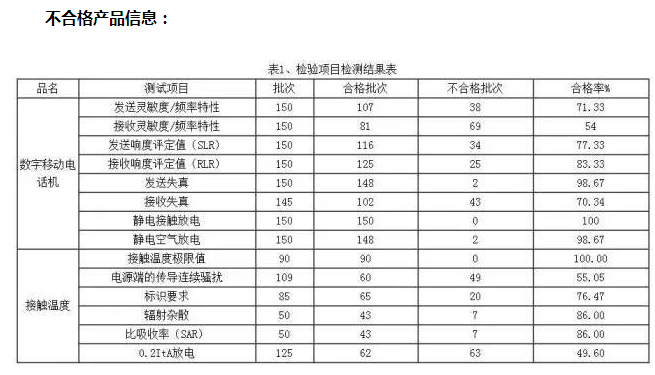 不合格产品信息：
表1、检验项目检测结果表
品名 测试项目 批次 合格批次 不合格批次 合格率%
数字移动电话机 发送灵敏度/频率特性 150 107 38 71.33
接收灵敏度/频率特性 150 81 69 54
发送响度评定值（SLR） 150 116 34 77.33
接收响度评定值（RLR） 150 125 25 83.33
发送失真 150 148 2 98.67
接收失真 145 102 43 70.34
静电接触放电 150 150 0 100
静电空气放电 150 148 2 98.67
接触温度 接触温度极限值 90 90 0 100.00
电源端的传导连续骚扰 109 60 49 55.05
标识要求 85 65 20 76.47
辐射杂散 50 43 7 86.00
比吸收率（SAR） 50 43 7 86.00
0.2ItA放电 125 62 63 49.60